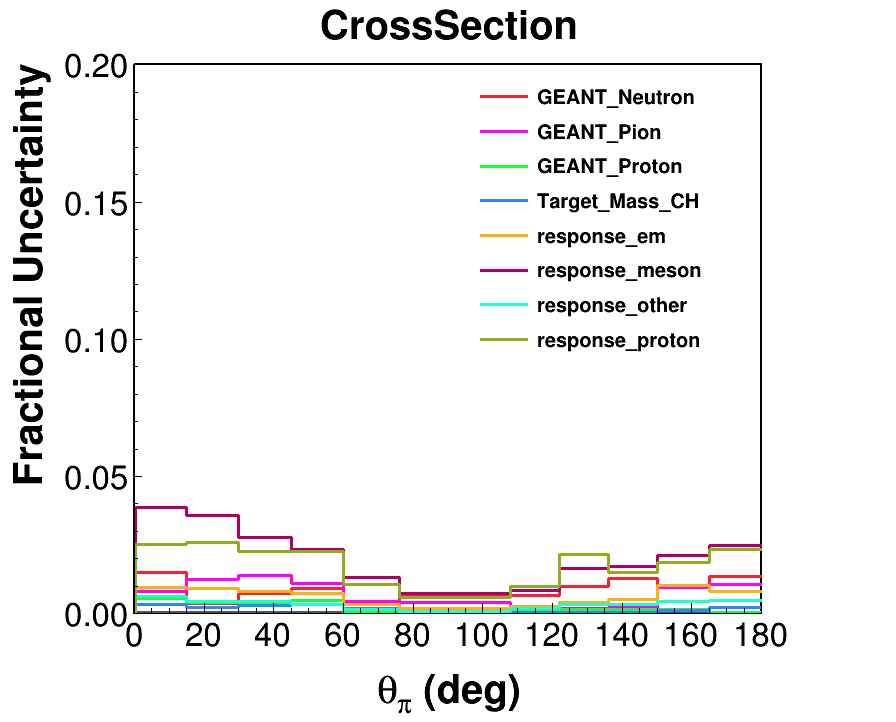 CrossSection
Fractional Uncertainty
0.20
0.15
0.10
0.05
0.00
GEANT_Neutron
GEANT_Pion
GEANT_Proton
Target_Mass_CH
response_em
response_meson
response_other
response_proton
0 20 40 60 80 100 120 140 160 180
θπ (deg)